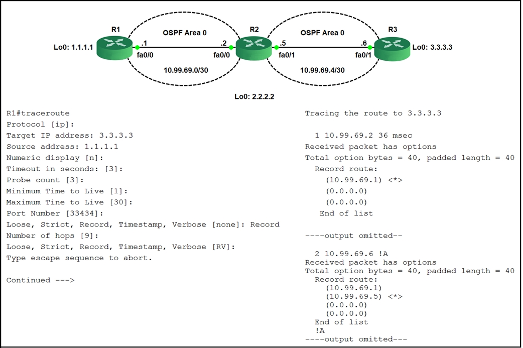 R1
OSPF Area 0
R2
OSPF Area 0
R3
Lo0: 1.1.1.1
.1
.2
.5
.6
Lo0: 3.3.3.3
fa0/0
fa0/0
fa0/1
fa0/1
10.99.69.0/30
10.99.69.4/30
Lo0: 2.2.2.2
R1#traceroute
Protocol [ip]:
Target IP address: 3.3.3.3
Source address: 1.1.1.1
Numeric display [n]:
Timeout in seconds: [3]:
Probe count [3]:
Minimum Time to Live [1]:
Maximum Tine to Live [30]:
Port Number [33434]:
Loose, Strict, Record, Timestamp, Verbose [none]: Record
Number of hops [9]:
Loose, Strict, Record, Timestamp, Verbose [RV]:
Type escape sequence to abort.
Continued --->
Tracing the route to 3.3.3.3
1 10.99.69.2 36 msec
Received packet has options
Total option bytes = 40, padded length = 40
Record route:
(10.99.69.1) <*>
(0.0.0.0)
(0.0.0.0)
End of list
----output omitted--
2 10.99.69.6 !A
Received packet has options
Total option bytes = 40, padded length = 40
Record route:
(10.99.69.1)
(10.99.69.5) <*>
(0.0.0.0)
(0.0.0.0)
End of list
!A
----output omitted---